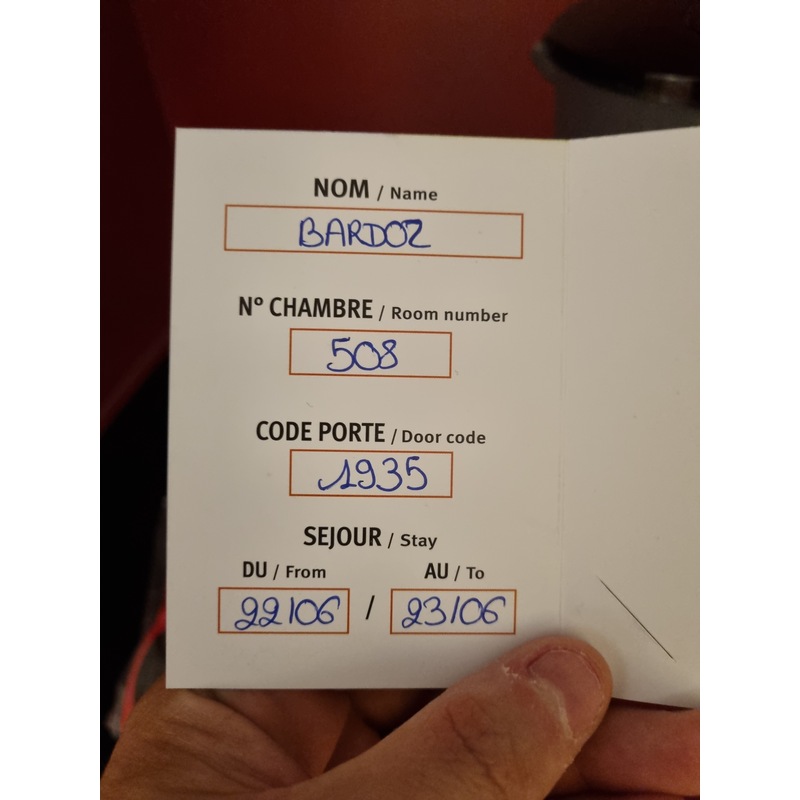 NOM / Name
BARDOZ
Nº CHAMBRE / Room number
508
CODE PORTE / Door code
1935
SEJOUR / Stay
DU / From AU / To
22/06 / 23/06